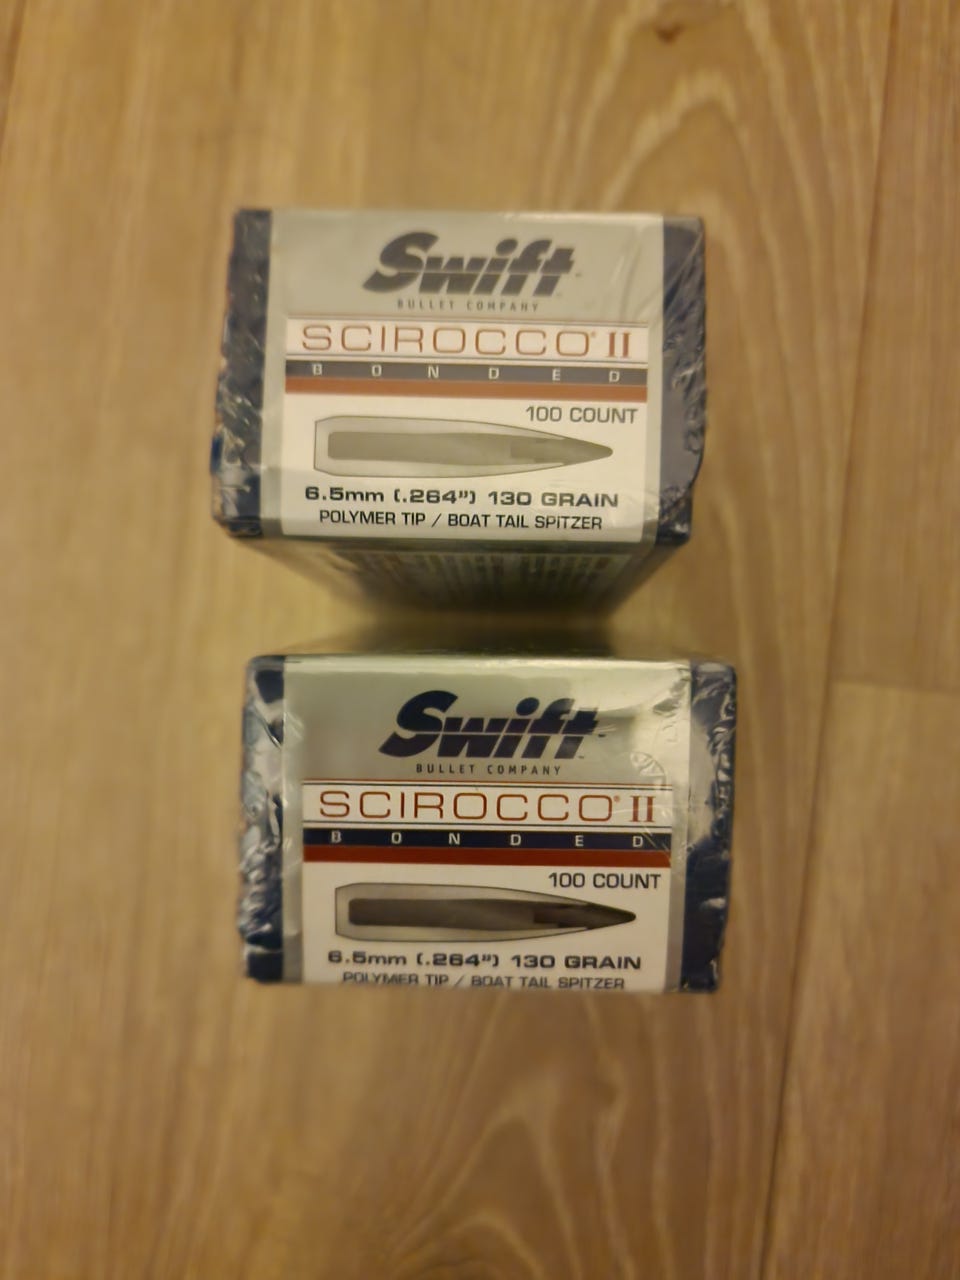 Swift
BULLET COMPANY
SCIROCCO® II
BONDED
100 COUNT
6.5mm (.264") 130 GRAIN
POLYMER TIP / BOAT TAIL SPITZER
Swift
BULLET COMPANY
SCIROCCO® II
BONDED
100 COUNT
6.5mm (.264") 130 GRAIN
POLYMER TIP / BOAT TAIL SPITZER